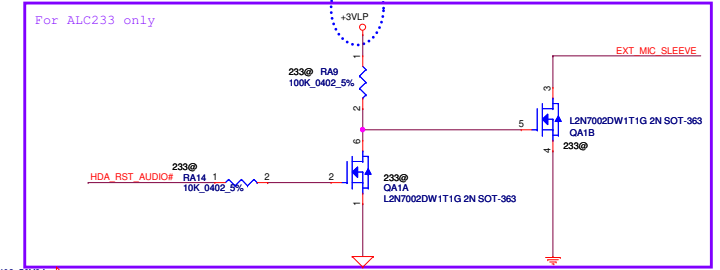 For ALC233 only
+3VLP
EXT_MIC_SLEEVE
1
233@ RA9
100K_0402_5%
2
3
5
L2N7002DW1T1G 2N SOT-363
QA1B
233@
4
6
233@
HDA_RST_AUDIO# RA14 1 2 2
10K_0402_5%
233@
QA1A
L2N7002DW1T1G 2N SOT-363
1